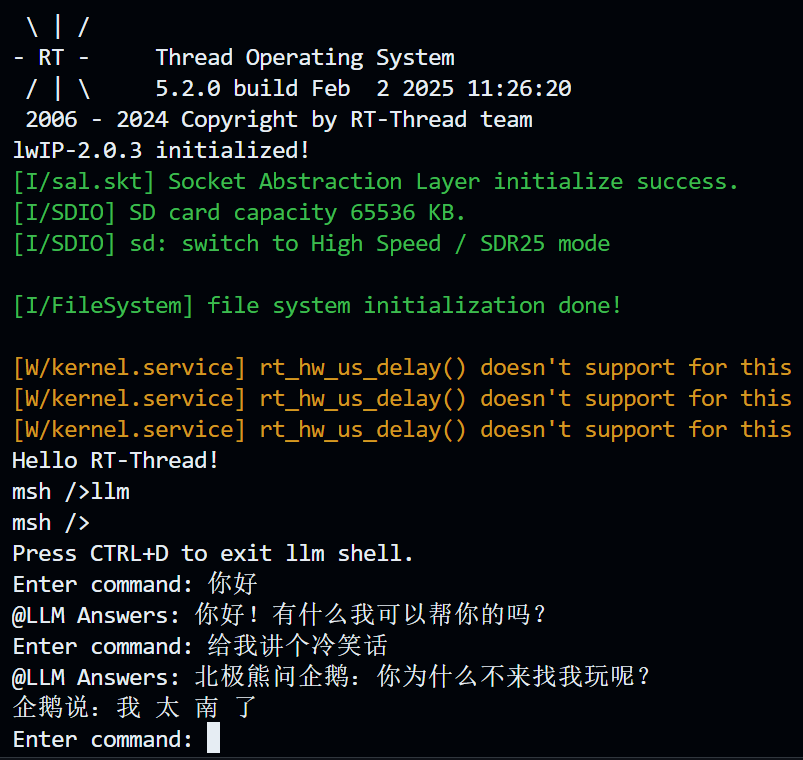 \ | /
- RT -     Thread Operating System
 / | \     5.2.0 build Feb  2 2025 11:26:20
 2006 - 2024 Copyright by RT-Thread team
lwIP-2.0.3 initialized!
[I/sal.skt] Socket Abstraction Layer initialize success.
[I/SDIO] SD card capacity 65536 KB.
[I/SDIO] sd: switch to High Speed / SDR25 mode
[I/FileSystem] file system initialization done!
[W/kernel.service] rt_hw_us_delay() doesn't support for this
[W/kernel.service] rt_hw_us_delay() doesn't support for this
[W/kernel.service] rt_hw_us_delay() doesn't support for this
Hello RT-Thread!
msh />llm
msh />
Press CTRL+D to exit llm shell.
Enter command: 你好
@LLM Answers: 你好！有什么我可以帮你的吗？
Enter command: 给我讲个冷笑话
@LLM Answers: 北极熊问企鹅：你为什么不来找我玩呢？
企鹅说：我 太 南 了
Enter command: